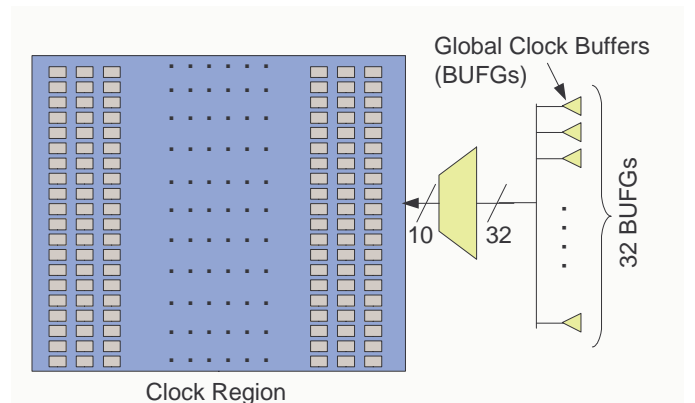 Global Clock Buffers
(BUFGs)
10
32
32 BUFGs
Clock Region